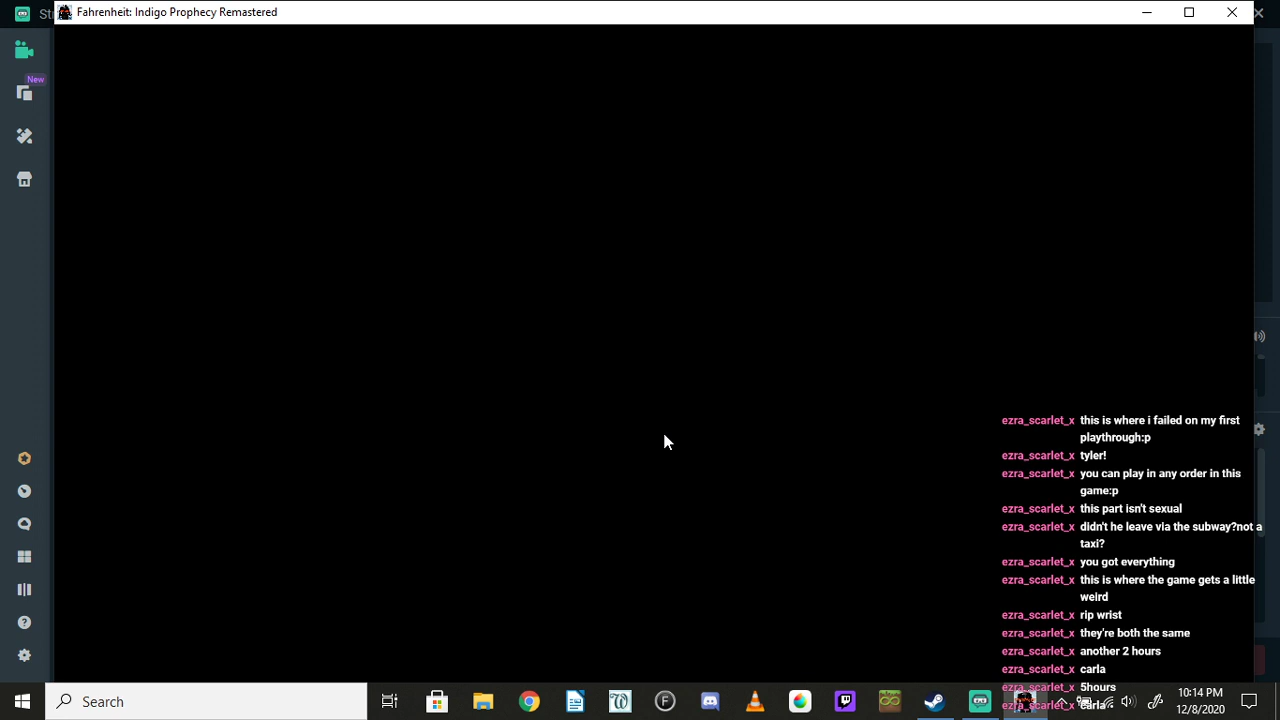 St
Fahrenheit: Indigo Prophecy Remastered
New
ezra_scarlet_x this is where i failed on my first
playthrough:p
ezra_scarlet_x tyler!
ezra_scarlet_x you can play in any order in this
game:p
ezra_scarlet_x this part isn't sexual
ezra_scarlet_x didn't he leave via the subway?not a
taxi?
ezra_scarlet_x you got everything
ezra_scarlet_x this is where the game gets a little
weird
ezra_scarlet_x rip wrist
ezra_scarlet_x they're both the same
ezra_scarlet_x another 2 hours
ezra_scarlet_x carla
ezra_scarlet_x 5hours
ezra_scarlet_x carla
Search
10:14 PM
12/8/2020